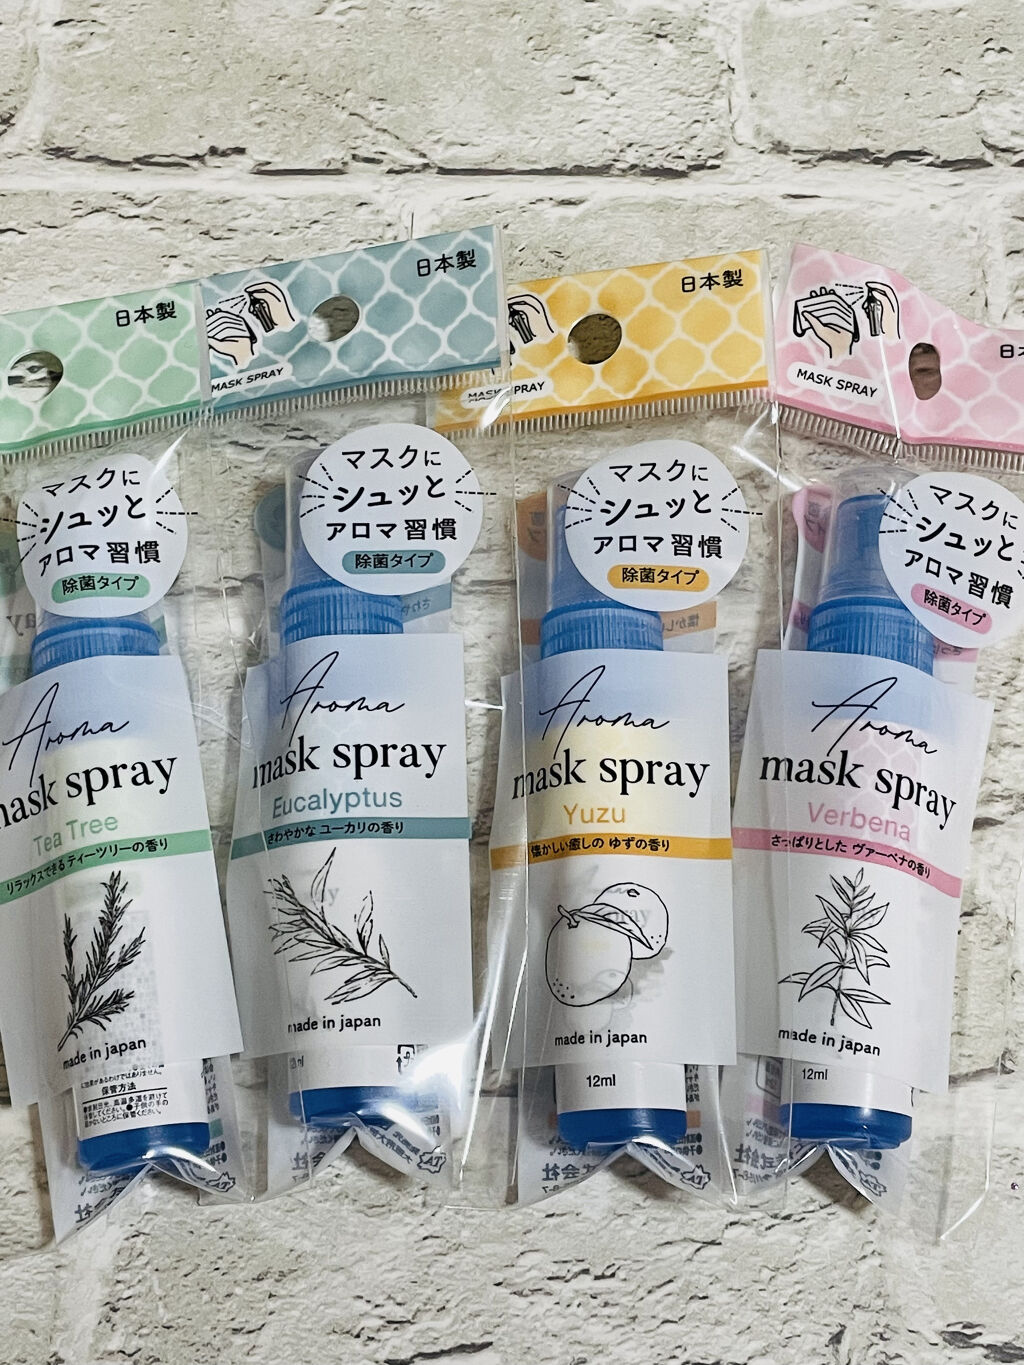 日本製
マスクに
シュッと
アロマ習慣
除菌タイプ
Aroma
mask spray
Tea Tree
リラックスできる ティーツリーの香り
made in japan
保管方法
日本製
MASK SPRAY
マスクに
シュッと
アロマ習慣
除菌タイプ
Aroma
mask spray
Eucalyptus
さわやかな ユーカリの香り
made in japan
日本製
MASK SPRAY
マスクに
シュッと
アロマ習慣
除菌タイプ
Aroma
mask spray
Yuzu
懐かしい癒しの ゆずの香り
made in japan
12ml
日本
MASK SPRAY
マスクに
シュッと
アロマ習慣
除菌タイプ
Aroma
mask spray
Verbena
さっぱりとした ヴァーベナの香り
made in japan
12ml